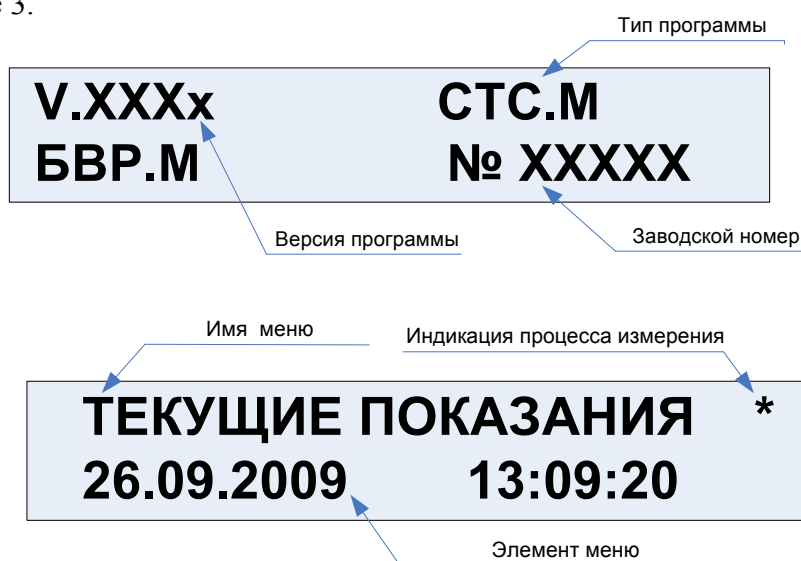 е 3.
Тип программы
V.XXXx СТС.М
БВР.М № XXXXX
Версия программы Заводской номер
Имя меню Индикация процесса измерения
ТЕКУЩИЕ ПОКАЗАНИЯ *
26.09.2009 13:09:20
Элемент меню